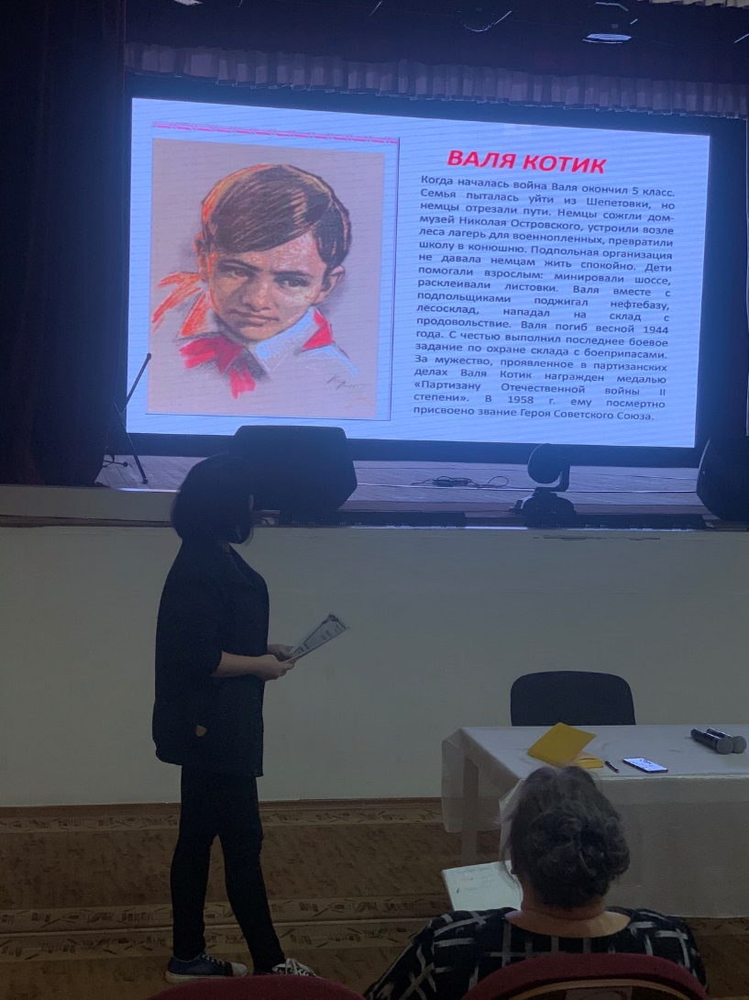 ВАЛЯ КОТИК
Когда началась война Валя окончил 5 класс.
Семья пыталась уйти из Шепетовки, но
немцы отрезали пути. Немцы сожгли дом-
музей Николая Островского, устроили возле
леса лагерь для военнопленных, превратили
школу в конюшню. Подпольная организация
не давала немцам жить спокойно. Дети
помогали взрослым: минировали шоссе,
расклеивали листовки. Валя вместе с
подпольщиками поджигал нефтебазу,
лесосклад, нападал на склад с
продовольствие. Валя погиб весной 1944
года. С честью выполнил последнее боевое
задание по охране склада с боеприпасами.
За мужество, проявленное в партизанских
делах Валя Котик награжден медалью
«Партизану Отечественной войны II
степени». В 1958 г. ему посмертно
присвоено звание Героя Советского Союза.